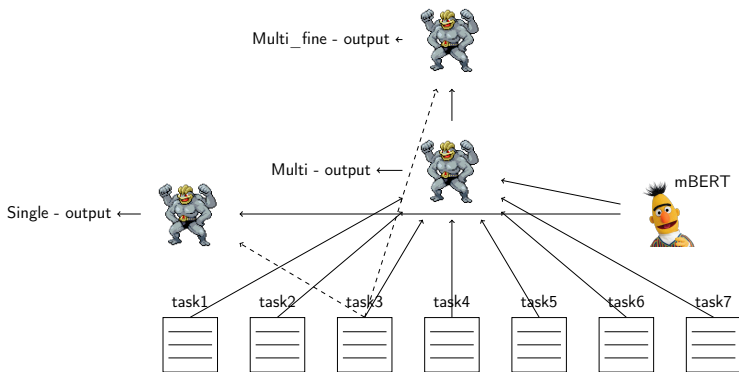 Multi_fine - output
Multi - output
mBERT
Single - output
task1 task2 task3 task4 task5 task6 task7